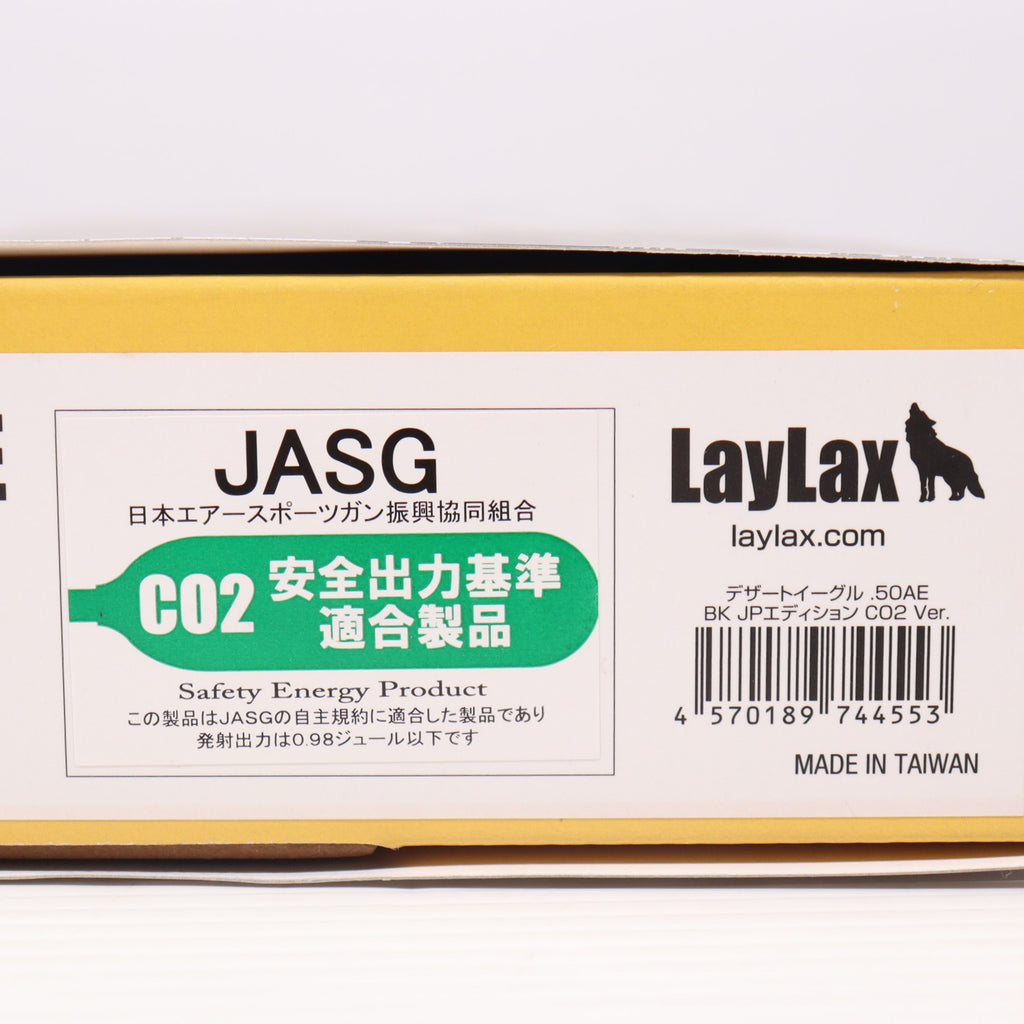 JASG
日本エアースポーツガン振興協同組合
CO2 安全出力基準
適合製品
Safety Energy Product
この製品はJASGの自主規約に適合した製品であり
発射出力は0.98ジュール以下です
LayLax
laylax.com
デザートイーグル .50AE
BK JPエディション CO2 Ver.
4 570189 744553
MADE IN TAIWAN